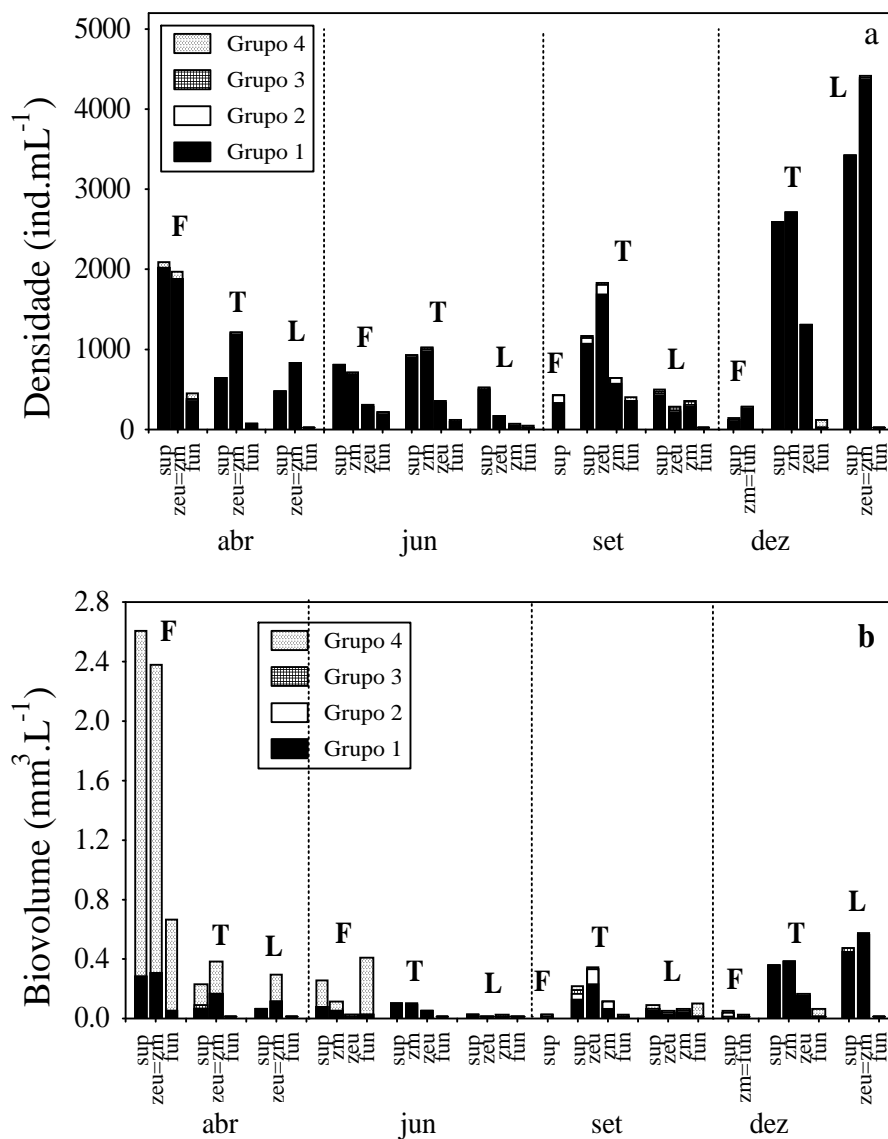 a
5000
4000
3000
2000
1000
0
Densidade (ind.mL⁻¹)
Grupo 4
Grupo 3
Grupo 2
Grupo 1
F T L F T L F T L F T L
sup zeu=zm fun sup zeu=zm fun sup zeu=zm fun sup zm zeu fun sup zm zeu fun sup zeu zm fun sup sup zeu zm fun sup zeu zm fun sup zm=fun sup zm zeu fun sup zeu=zm fun
abr jun set dez
b
2.8
2.4
2.0
1.6
1.2
0.8
0.4
0.0
Biovolume (mm³.L⁻¹)
Grupo 4
Grupo 3
Grupo 2
Grupo 1
F T L F T L F T L F T L
sup zeu=zm fun sup zeu=zm fun sup zeu=zm fun sup zm zeu fun sup zm zeu fun sup zeu zm fun sup sup zeu zm fun sup zeu zm fun sup zm=fun sup zm zeu fun sup zeu=zm fun
abr jun set dez